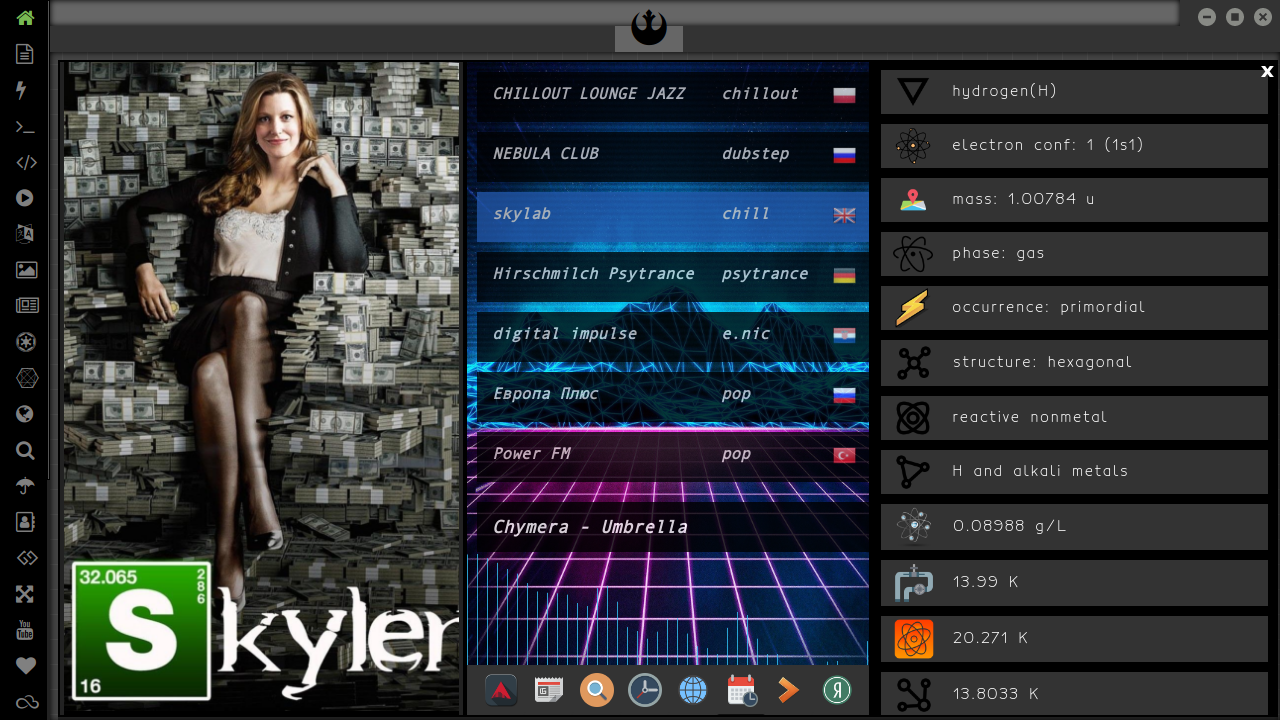 32.065
2
8
6
S
kyler
16
CHILLOUT LOUNGE JAZZ chillout
NEBULA CLUB dubstep
skylab chill
Hirschmilch Psytrance psytrance
digital impulse e.nic
Европа Плюс pop
Power FM pop
Chymera - Umbrella
x
hydrogen(H)
electron conf: 1 (1s1)
mass: 1.00784 u
phase: gas
occurrence: primordial
structure: hexagonal
reactive nonmetal
H and alkali metals
0.08988 g/L
13.99 K
20.271 K
13.8033 K
You
Tube
Я